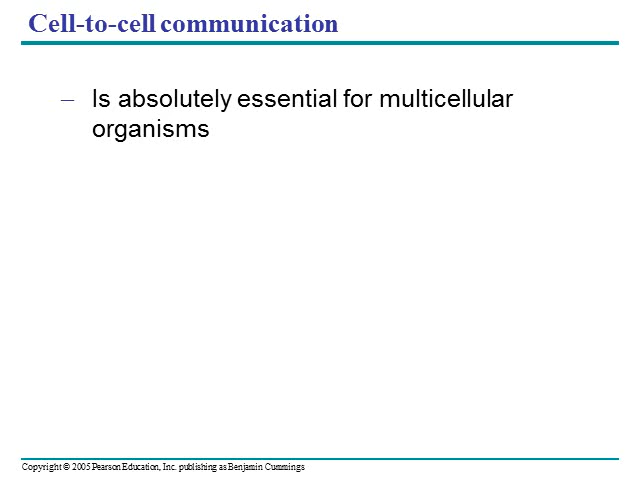 Cell-to-cell communication
– Is absolutely essential for multicellular
organisms
Copyright © 2005 Pearson Education, Inc. publishing as Benjamin Cummings